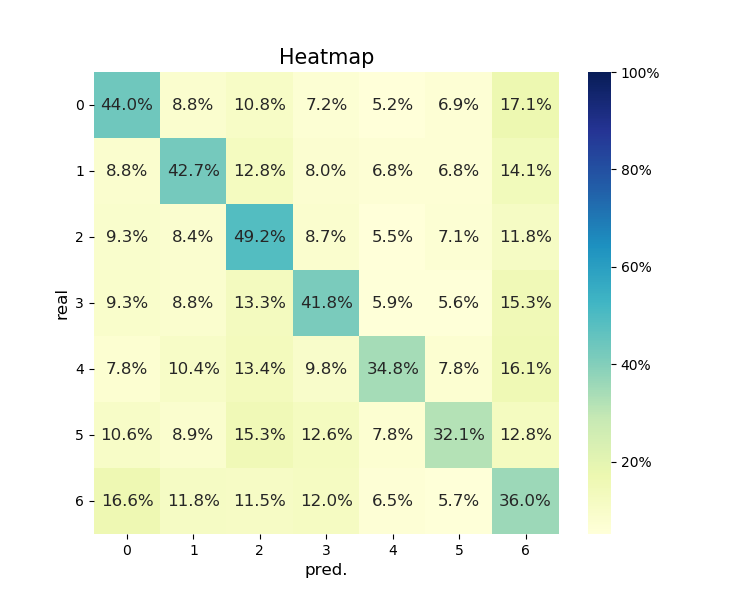 Heatmap
0 44.0% 8.8% 10.8% 7.2% 5.2% 6.9% 17.1%
1 8.8% 42.7% 12.8% 8.0% 6.8% 6.8% 14.1%
2 9.3% 8.4% 49.2% 8.7% 5.5% 7.1% 11.8%
3 9.3% 8.8% 13.3% 41.8% 5.9% 5.6% 15.3%
4 7.8% 10.4% 13.4% 9.8% 34.8% 7.8% 16.1%
5 10.6% 8.9% 15.3% 12.6% 7.8% 32.1% 12.8%
6 16.6% 11.8% 11.5% 12.0% 6.5% 5.7% 36.0%
0 1 2 3 4 5 6
pred.
real
100%
80%
60%
40%
20%